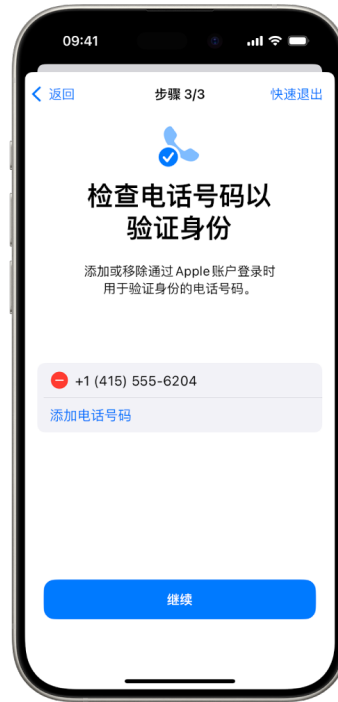 09:41
返回
步骤 3/3
快速退出
检查电话号码以
验证身份
添加或移除通过 Apple 账户登录时
用于验证身份的电话号码。
+1 (415) 555-6204
添加电话号码
继续